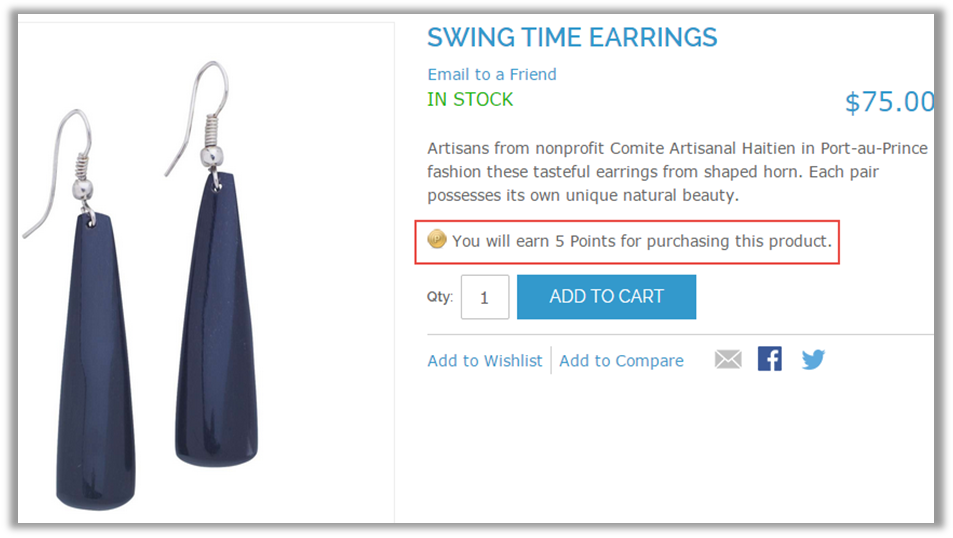 SWING TIME EARRINGS
Email to a Friend
IN STOCK
$75.00
Artisans from nonprofit Comite Artisanal Haitien in Port-au-Prince
fashion these tasteful earrings from shaped horn. Each pair
possesses its own unique natural beauty.
You will earn 5 Points for purchasing this product.
Qty: 1 ADD TO CART
Add to Wishlist Add to Compare